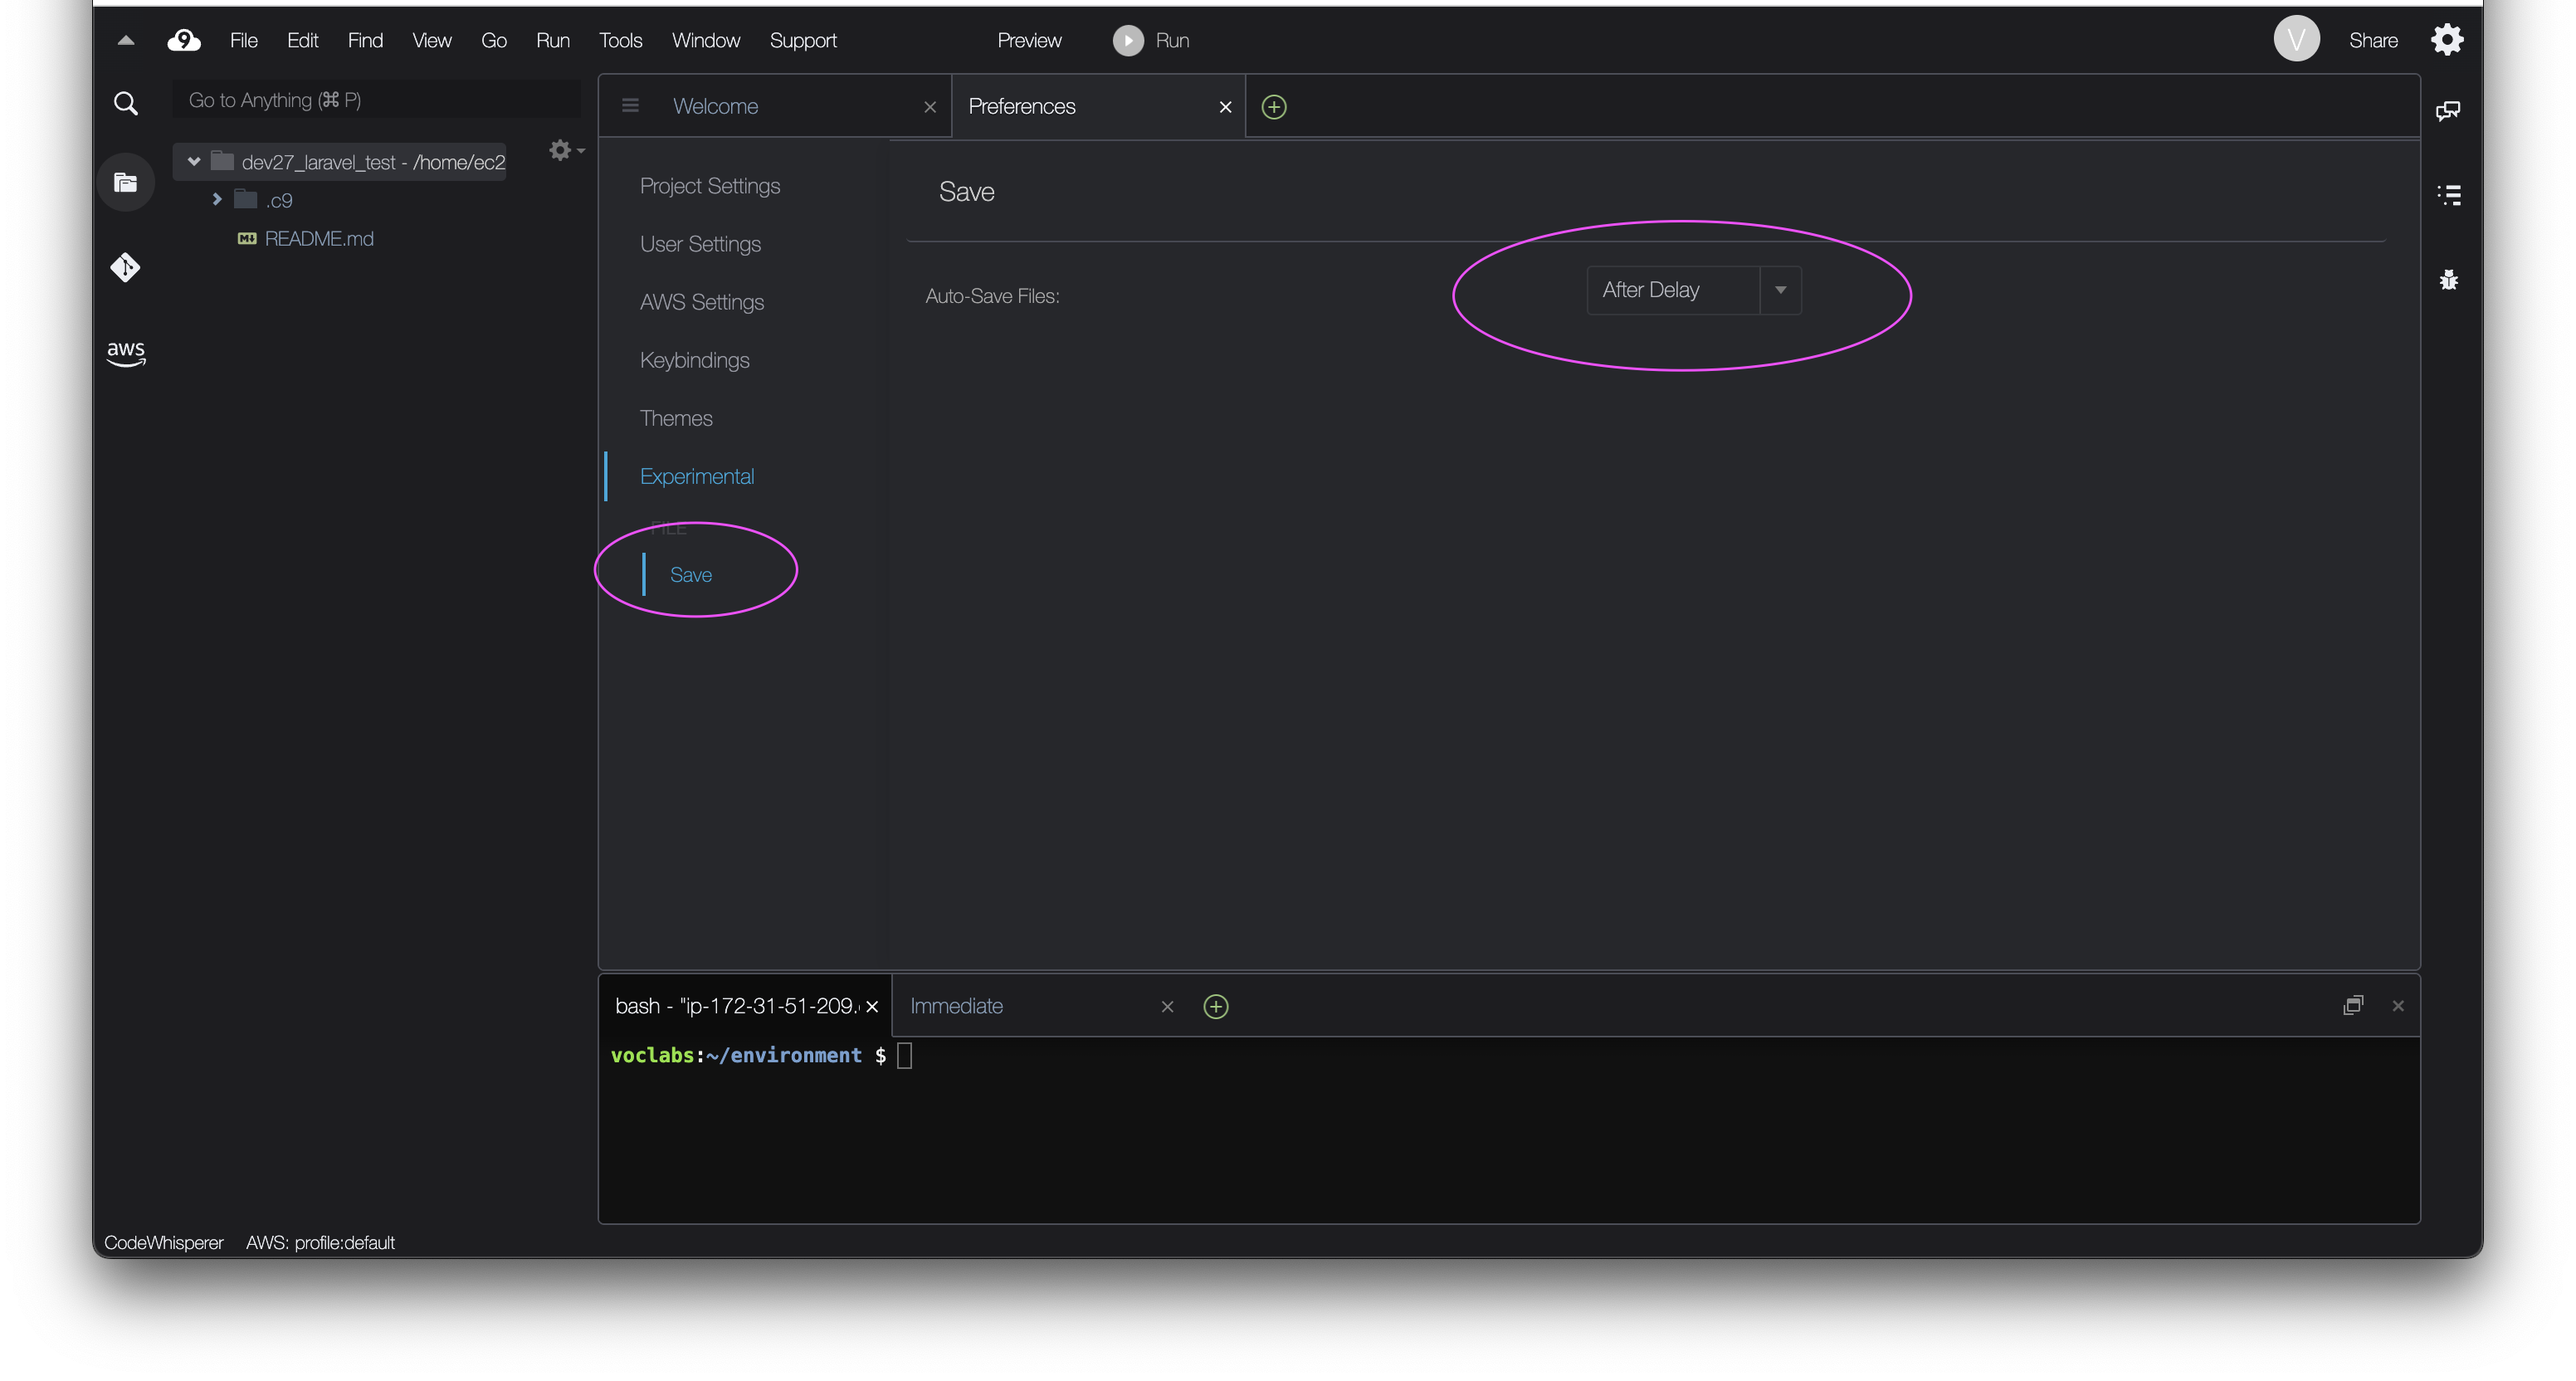 File Edit Find View Go Run Tools Window Support Preview Run V Share
Go to Anything (⌘ P)
Welcome
Preferences
dev27_laravel_test - /home/ec2
.c9
README.md
aws
Project Settings
User Settings
AWS Settings
Keybindings
Themes
Experimental
FILE
Save
Save
Auto-Save Files:
After Delay
bash - "ip-172-31-51-209.
Immediate
voclabs:~/environment $
CodeWhisperer AWS: profile:default